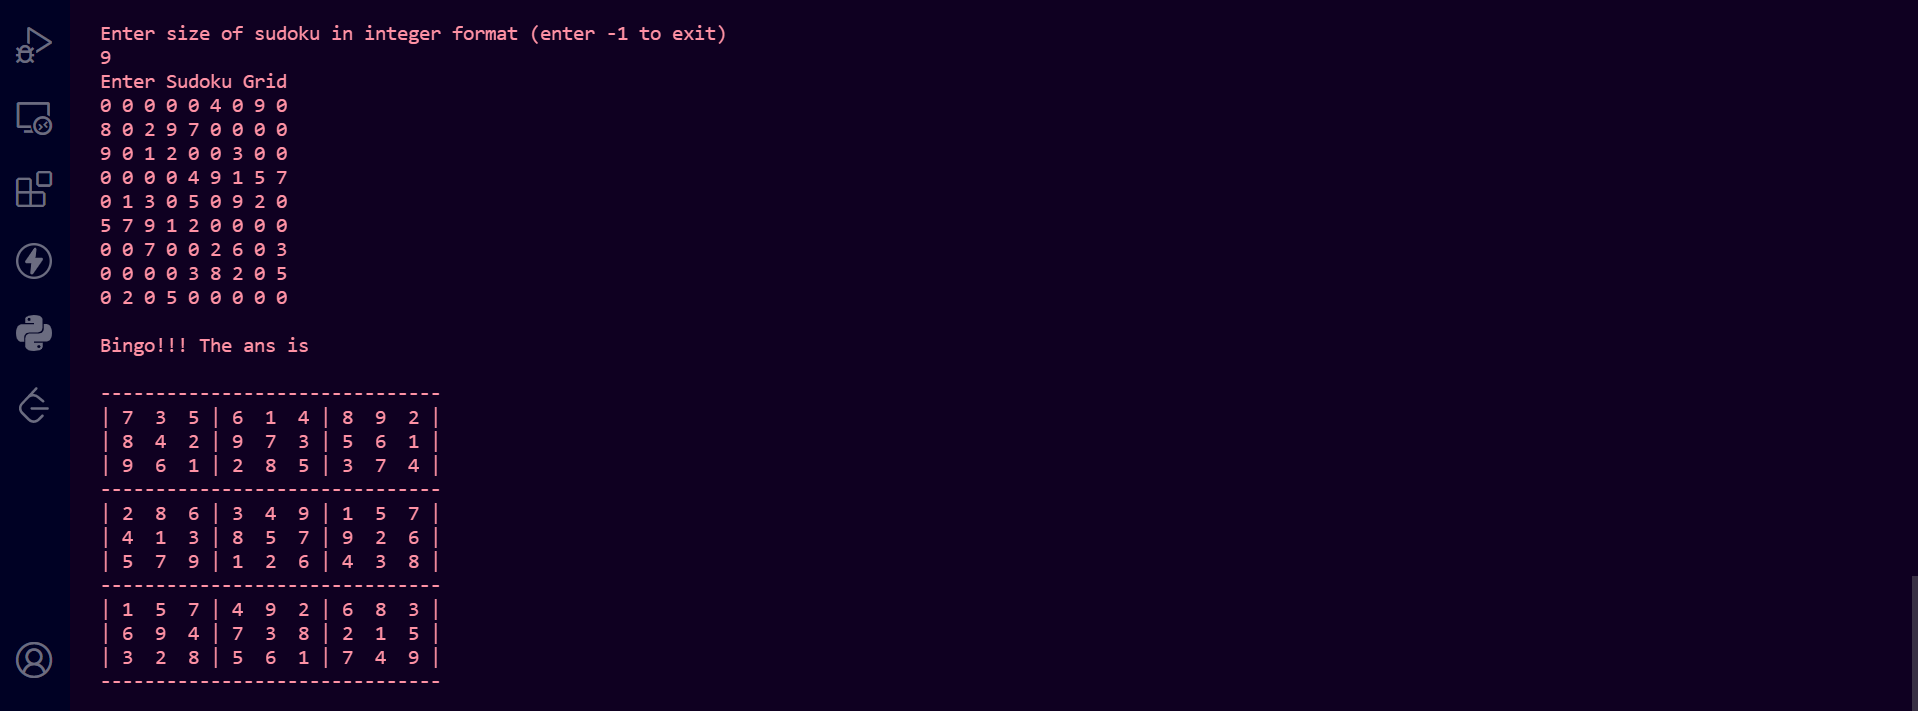 Enter size of sudoku in integer format (enter -1 to exit)
9
Enter Sudoku Grid
0 0 0 0 0 4 0 9 0
8 0 2 9 7 0 0 0 0
9 0 1 2 0 0 3 0 0
0 0 0 0 4 9 1 5 7
0 1 3 0 5 0 9 2 0
5 7 9 1 2 0 0 0 0
0 0 7 0 0 2 6 0 3
0 0 0 0 3 8 2 0 5
0 2 0 5 0 0 0 0 0
Bingo!!! The ans is
-------------------------------
| 7  3  5 | 6  1  4 | 8  9  2 |
| 8  4  2 | 9  7  3 | 5  6  1 |
| 9  6  1 | 2  8  5 | 3  7  4 |
-------------------------------
| 2  8  6 | 3  4  9 | 1  5  7 |
| 4  1  3 | 8  5  7 | 9  2  6 |
| 5  7  9 | 1  2  6 | 4  3  8 |
-------------------------------
| 1  5  7 | 4  9  2 | 6  8  3 |
| 6  9  4 | 7  3  8 | 2  1  5 |
| 3  2  8 | 5  6  1 | 7  4  9 |
-------------------------------